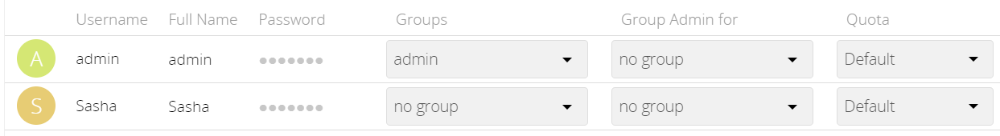 Username Full Name Password Groups Group Admin for Quota
A admin admin ●●●●●●● admin no group Default
S Sasha Sasha ●●●●●●● no group no group Default